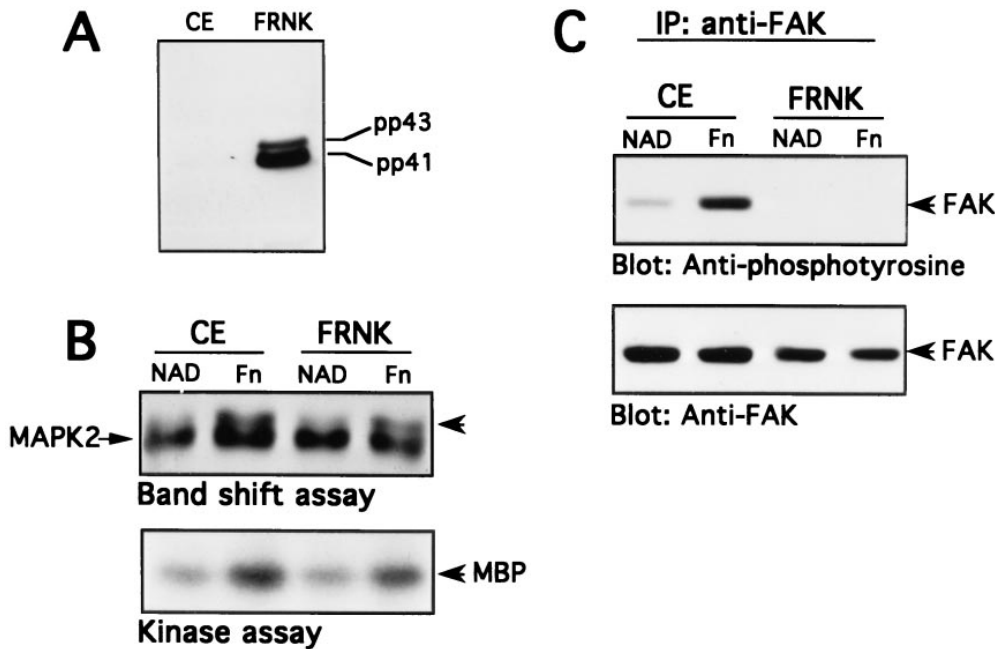 A
CE FRNK
pp43
pp41
B
CE FRNK
NAD Fn NAD Fn
MAPK2
Band shift assay
MBP
Kinase assay
C
IP: anti-FAK
CE FRNK
NAD Fn NAD Fn
FAK
Blot: Anti-phosphotyrosine
FAK
Blot: Anti-FAK